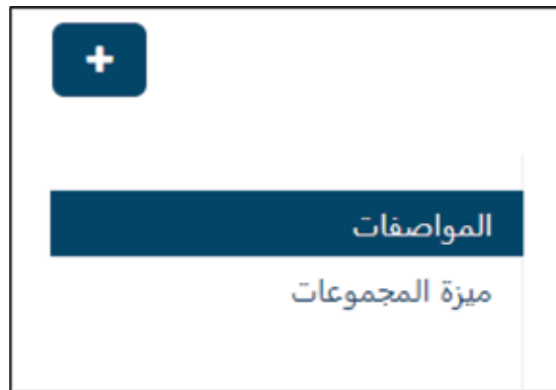 +
المواصفات
ميزة المجموعات